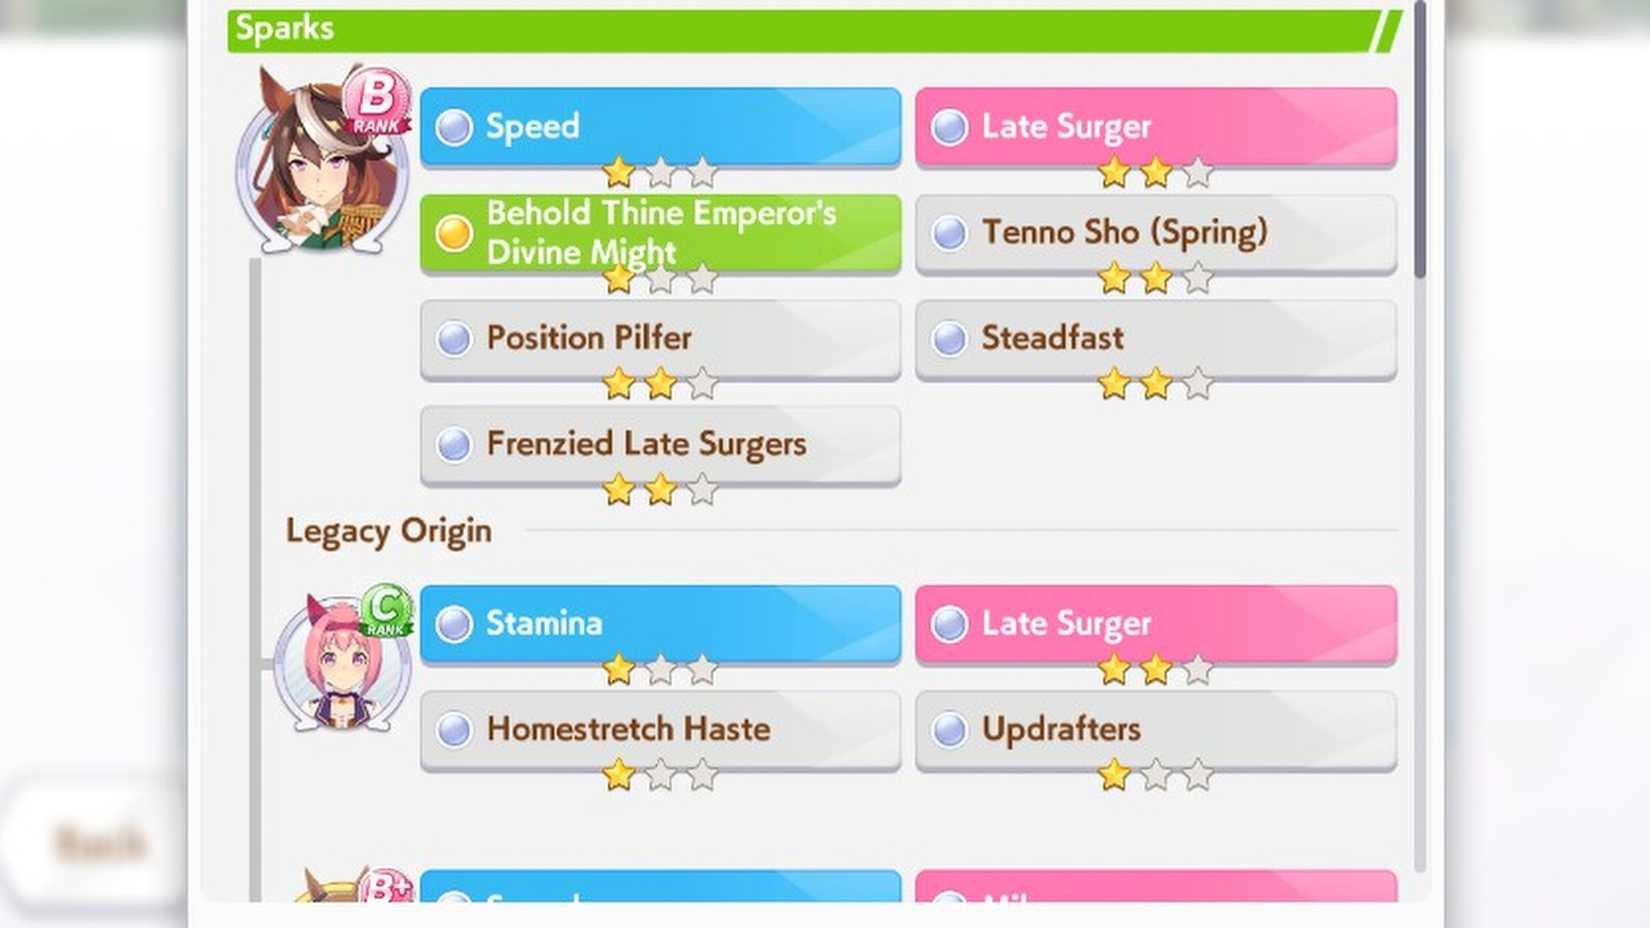 Sparks
B
RANK
Speed
Late Surger
Behold Thine Emperor's
Divine Might
Tenno Sho (Spring)
Position Pilfer
Steadfast
Frenzied Late Surgers
Legacy Origin
C
RANK
Stamina
Late Surger
Homestretch Haste
Updrafters
B+
Back